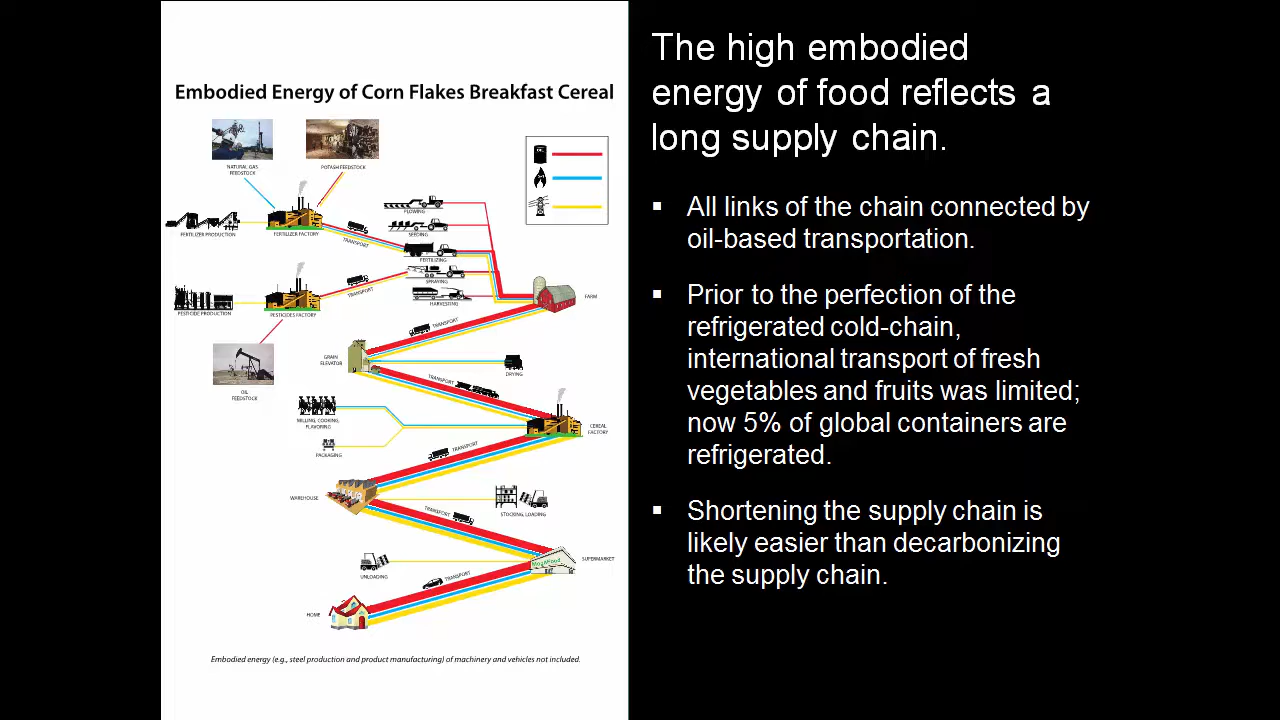 Embodied Energy of Corn Flakes Breakfast Cereal
NATURAL GAS
FEEDSTOCK
POTASH FEEDSTOCK
FERTILIZER PRODUCTION
FERTILIZER FACTORY
TRANSPORT
PLOWING
SEEDING
FERTILIZING
SPRAYING
HARVESTING
PESTICIDE PRODUCTION
PESTICIDES FACTORY
TRANSPORT
FARM
OIL
FEEDSTOCK
TRANSPORT
GRAIN
ELEVATOR
DRYING
TRANSPORT
MILLING, COOKING,
FLAVORING
PACKAGING
CEREAL
FACTORY
TRANSPORT
WAREHOUSE
STOCKING, LOADING
TRANSPORT
UNLOADING
MegaFood
SUPERMARKET
TRANSPORT
HOME
Embodied energy (e.g., steel production and product manufacturing) of machinery and vehicles not included.
The high embodied
energy of food reflects a
long supply chain.
▪ All links of the chain connected by
oil-based transportation.
▪ Prior to the perfection of the
refrigerated cold-chain,
international transport of fresh
vegetables and fruits was limited;
now 5% of global containers are
refrigerated.
▪ Shortening the supply chain is
likely easier than decarbonizing
the supply chain.